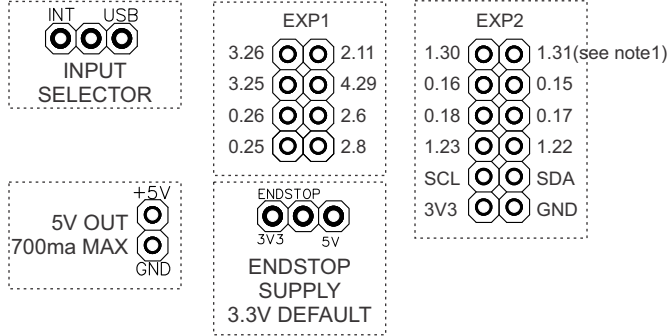 INT USB
INPUT
SELECTOR
EXP1
3.26 2.11
3.25 4.29
0.26 2.6
0.25 2.8
EXP2
1.30 1.31(see note1)
0.16 0.15
0.18 0.17
1.23 1.22
SCL SDA
3V3 GND
+5V
5V OUT
700ma MAX
GND
ENDSTOP
3V3 5V
ENDSTOP
SUPPLY
3.3V DEFAULT